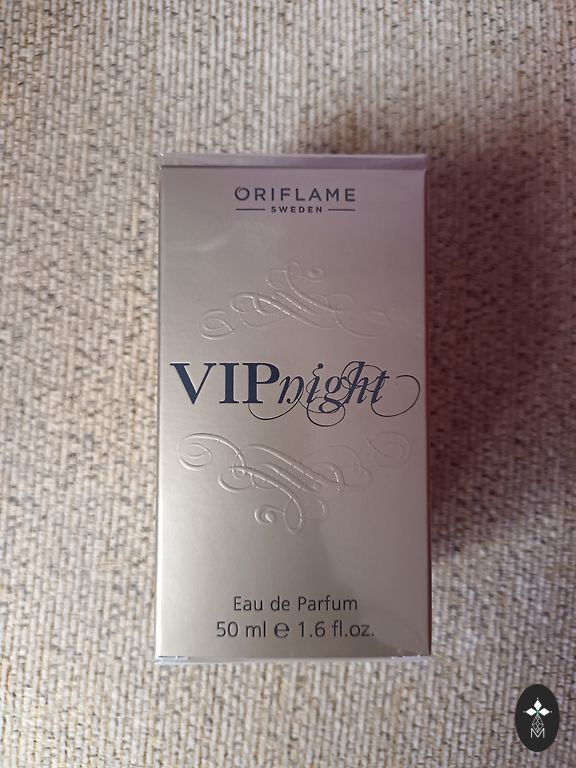 ORIFLAME
SWEDEN
VIPnight
Eau de Parfum
50 ml ℮ 1.6 fl.oz.
M